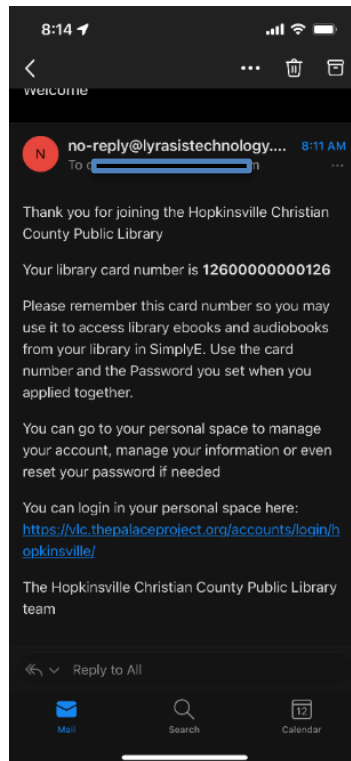 8:14
Welcome
N
no-reply@lyrasistechnology.... 8:11 AM
To
Thank you for joining the Hopkinsville Christian
County Public Library
Your library card number is 12600000000126
Please remember this card number so you may
use it to access library ebooks and audiobooks
from your library in SimplyE. Use the card
number and the Password you set when you
applied together.
You can go to your personal space to manage
your account, manage your information or even
reset your password if needed
You can login in your personal space here:
https://vlc.thepalaceproject.org/accounts/login/h
opkinsville/
The Hopkinsville Christian County Public Library
team
Reply to All
12
Mail Search Calendar